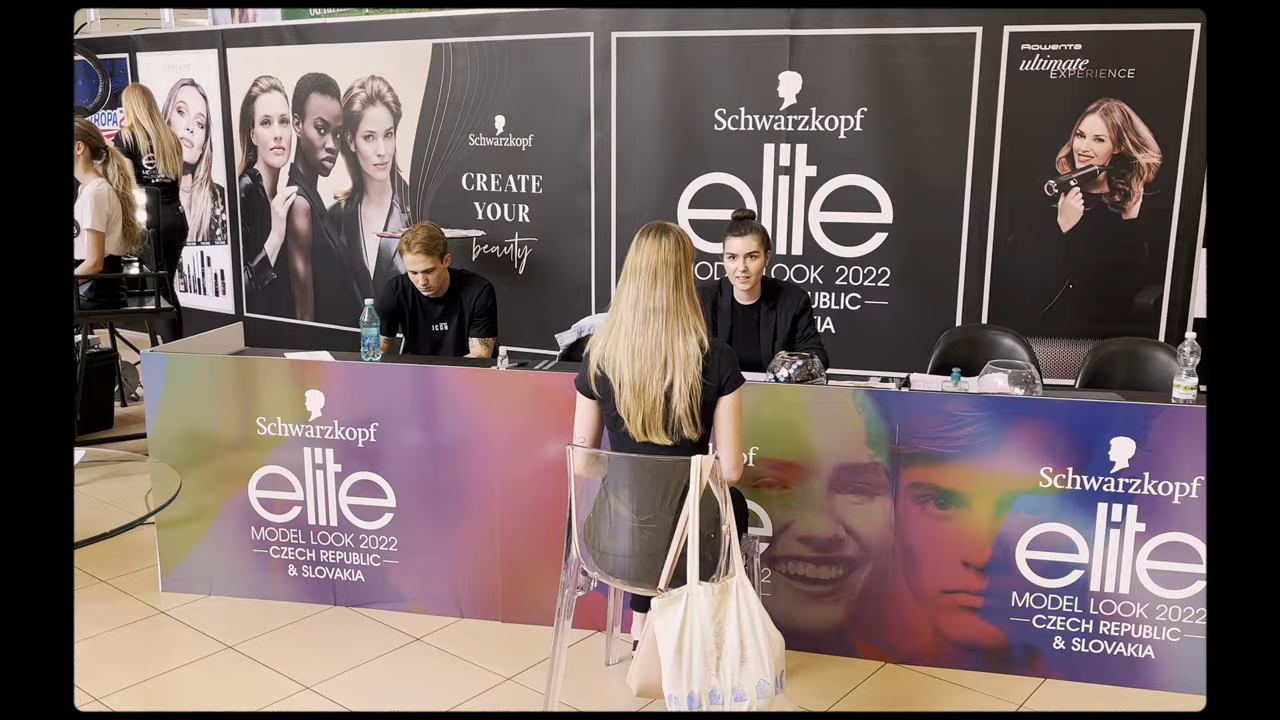 Schwarzkopf
CREATE
YOUR
beauty
Schwarzkopf
elite
MODEL LOOK 2022
Rowenta
ultimate
EXPERIENCE
ICON
Schwarzkopf
elite
MODEL LOOK 2022
CZECH REPUBLIC
& SLOVAKIA
Schwarzkopf
elite
MODEL LOOK 2022
CZECH REPUBLIC
& SLOVAKIA